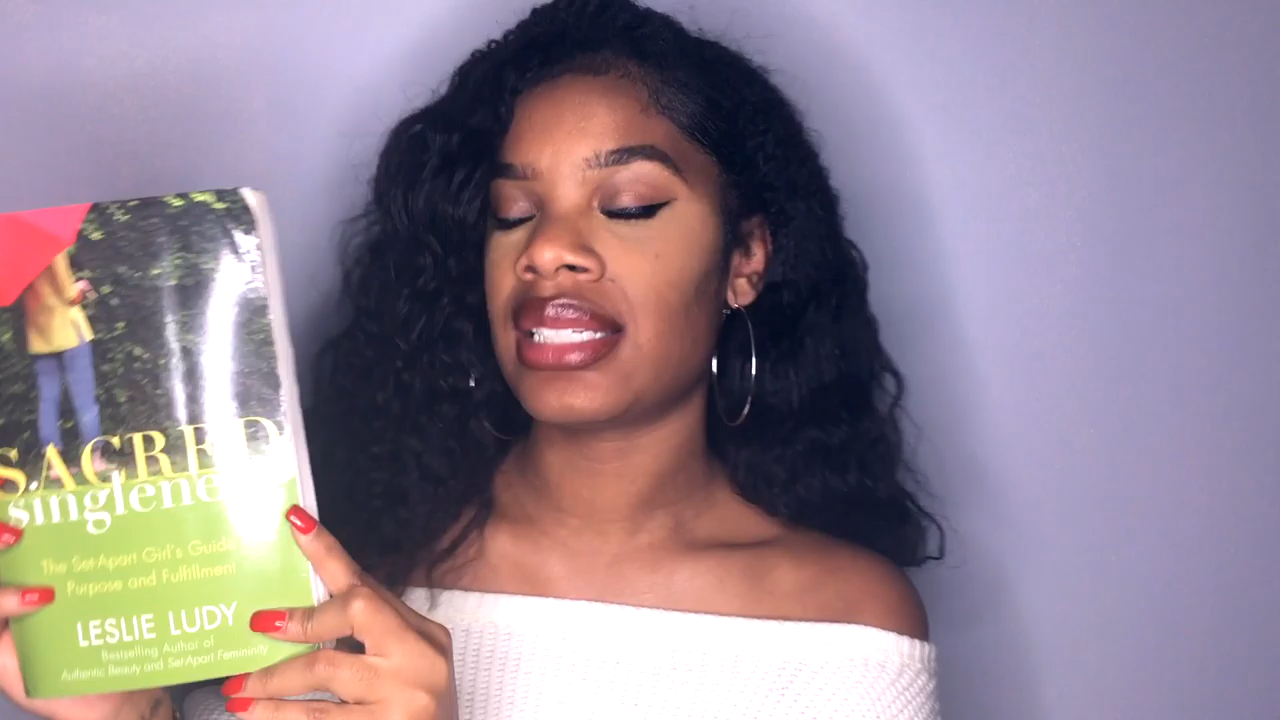 SACRED
singlene
The Set-Apart Girl's Guide
Purpose and Fulfillment
LESLIE LUDY
Bestselling Author of
Authentic Beauty and Set-Apart Femininity